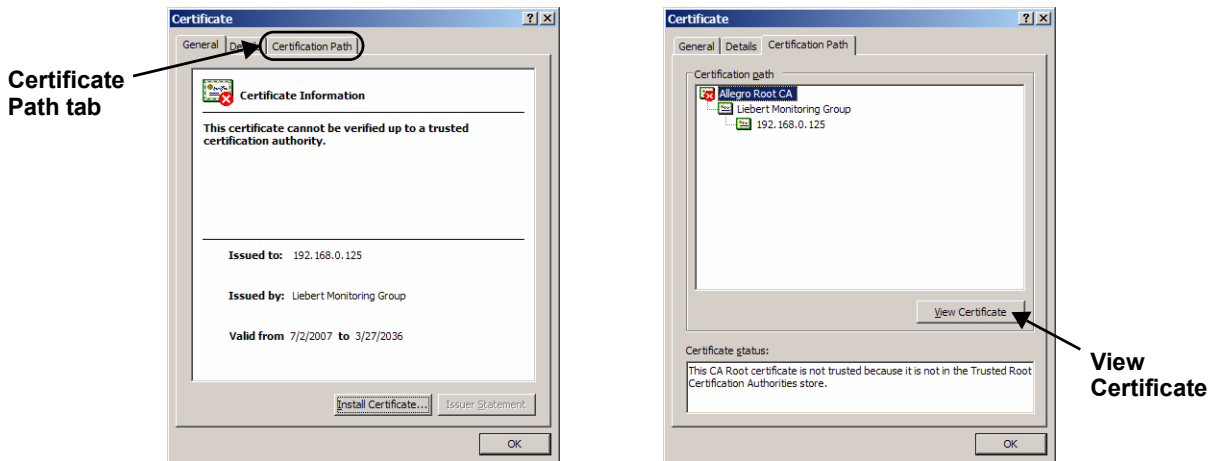 Certificate
General Details Certification Path
Certificate
Path tab
Certificate Information
This certificate cannot be verified up to a trusted
certification authority.
Issued to: 192.168.0.125
Issued by: Liebert Monitoring Group
Valid from 7/2/2007 to 3/27/2036
Install Certificate... Issuer Statement
OK
Certificate
General Details Certification Path
Certification path
Allegro Root CA
Liebert Monitoring Group
192.168.0.125
View Certificate
Certificate status:
This CA Root certificate is not trusted because it is not in the Trusted Root
Certification Authorities store.
View
Certificate
OK